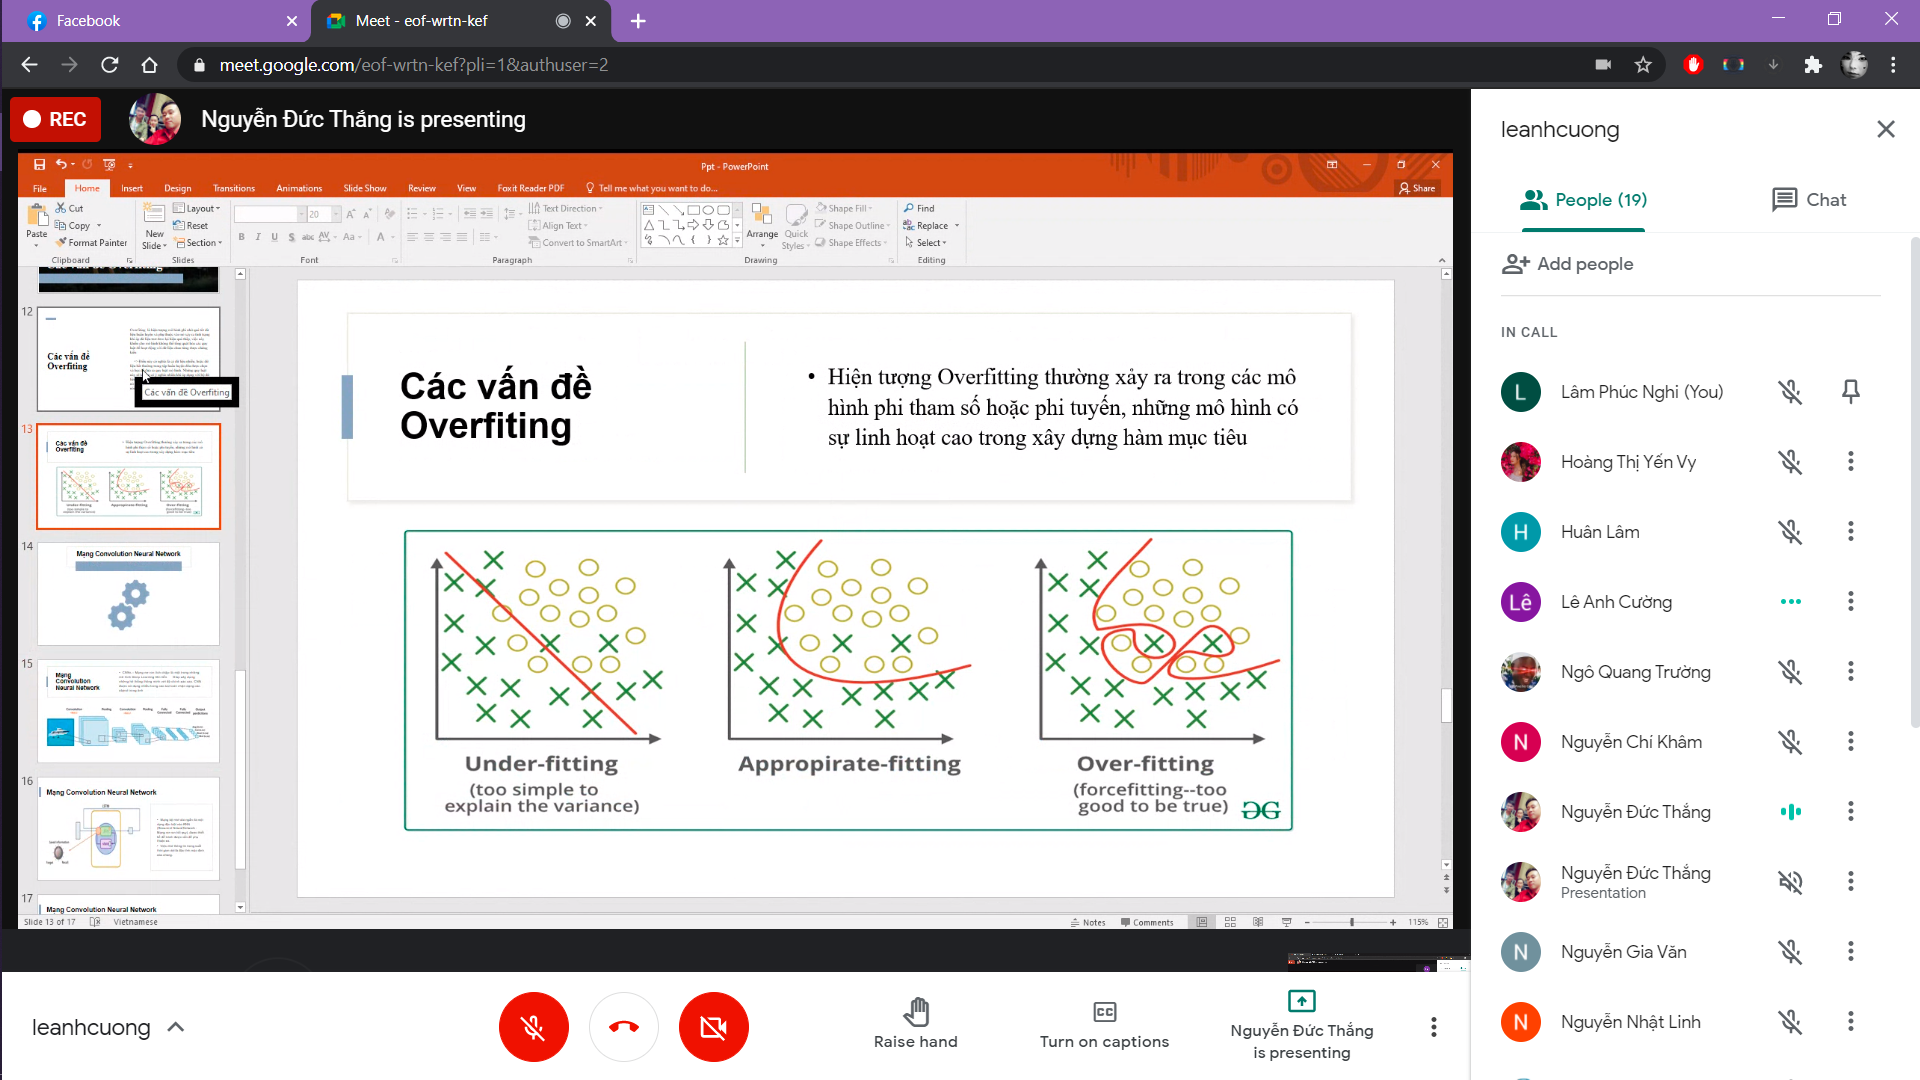 Facebook
Meet - eof-wrtn-kef
meet.google.com/eof-wrtn-kef?pli=1&authuser=2
REC
Nguyễn Đức Thắng is presenting
Ppt - PowerPoint
File Home Insert Design Transitions Animations Slide Show Review View Foxit Reader PDF Tell me what you want to do... Share
Paste
Cut
Copy
Format Painter
Clipboard
New
Slide
Layout
Reset
Section
Slides
20
Font
Text Direction
Align Text
Convert to SmartArt
Paragraph
Arrange
Quick
Styles
Shape Fill
Shape Outline
Shape Effects
Drawing
Find
Replace
Select
Editing
12
Các vấn đề
Overfiting
Các vấn đề Overfiting
13
Các vấn đề
Overfiting
14
Mạng Convolution Neural Network
15
Mạng
Convolution
Neural Network
16
Mạng Convolution Neural Network
17
Mạng Convolution Neural Network
Các vấn đề
Overfiting
• Hiện tượng Overfitting thường xảy ra trong các mô
hình phi tham số hoặc phi tuyến, những mô hình có
sự linh hoạt cao trong xây dựng hàm mục tiêu
Under-fitting
(too simple to
explain the variance)
Appropirate-fitting
Over-fitting
(forcefitting--too
good to be true)
Slide 13 of 17
Vietnamese
Notes
Comments
115%
leanhcuong
Raise hand
Turn on captions
Nguyễn Đức Thắng
is presenting
leanhcuong
People (19)
Chat
Add people
IN CALL
L
Lâm Phúc Nghi (You)
Hoàng Thị Yến Vy
H
Huân Lâm
Lê
Lê Anh Cường
Ngô Quang Trường
N
Nguyễn Chí Khâm
Nguyễn Đức Thắng
Nguyễn Đức Thắng
Presentation
N
Nguyễn Gia Văn
N
Nguyễn Nhật Linh